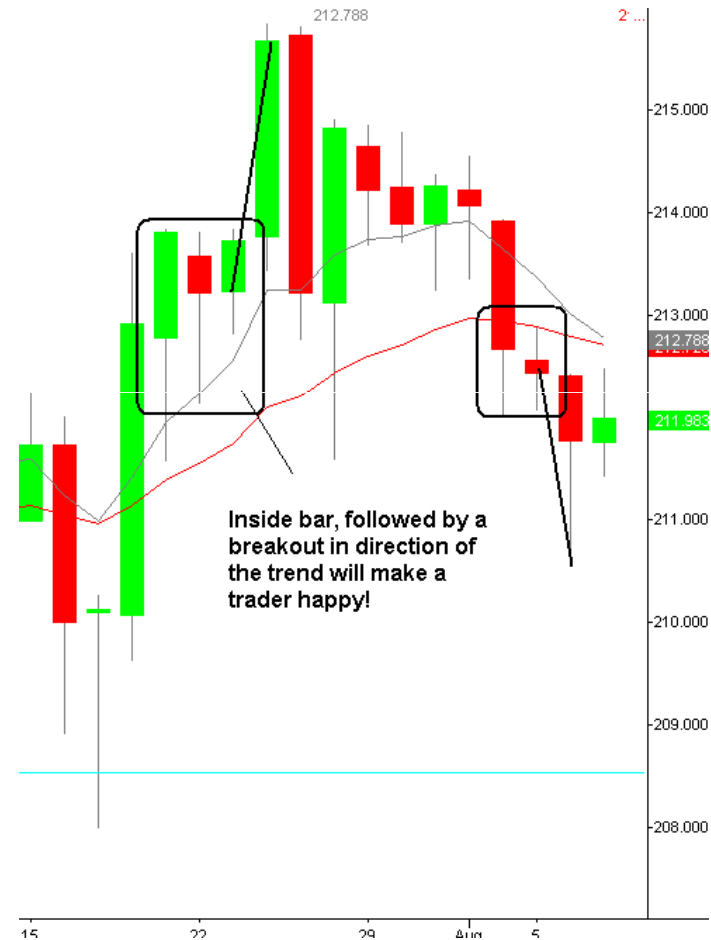 212.788
215.000
214.000
213.000
212.788
211.983
Inside bar, followed by a
breakout in direction of
the trend will make a
trader happy!
211.000
210.000
209.000
208.000
15 22 29 Aug 5